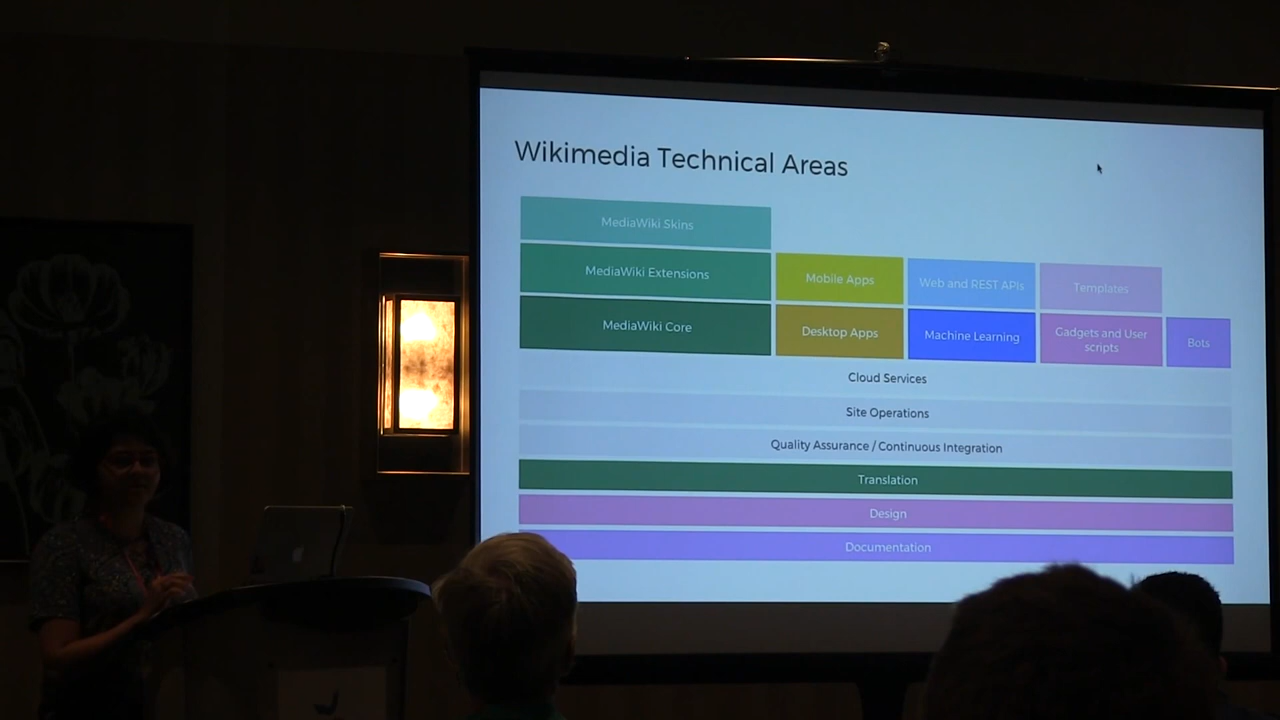 Wikimedia Technical Areas
MediaWiki Skins
MediaWiki Extensions
Mobile Apps
Web and REST APIs
Templates
MediaWiki Core
Desktop Apps
Machine Learning
Gadgets and User
scripts
Bots
Cloud Services
Site Operations
Quality Assurance / Continuous Integration
Translation
Design
Documentation